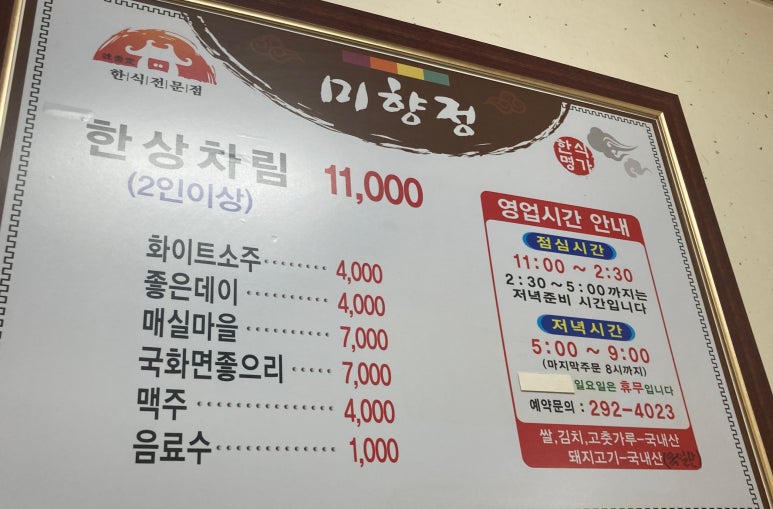 한|식|전|문|점
미향정
한식
명가
한상차림 11,000
(2인이상)
화이트소주 ········ 4,000
좋은데이 ·········· 4,000
매실마을 ·········· 7,000
국화면좋으리 ····· 7,000
맥주 ················· 4,000
음료수 ·············· 1,000
영업시간 안내
점심시간
11:00 ~ 2:30
2:30~5:00까지는
저녁준비 시간입니다
저녁시간
5:00 ~ 9:00
(마지막주문 8시까지)
일요일은 휴무입니다
예약문의 : 292-4023
쌀,김치,고춧가루-국내산
돼지고기-국내산